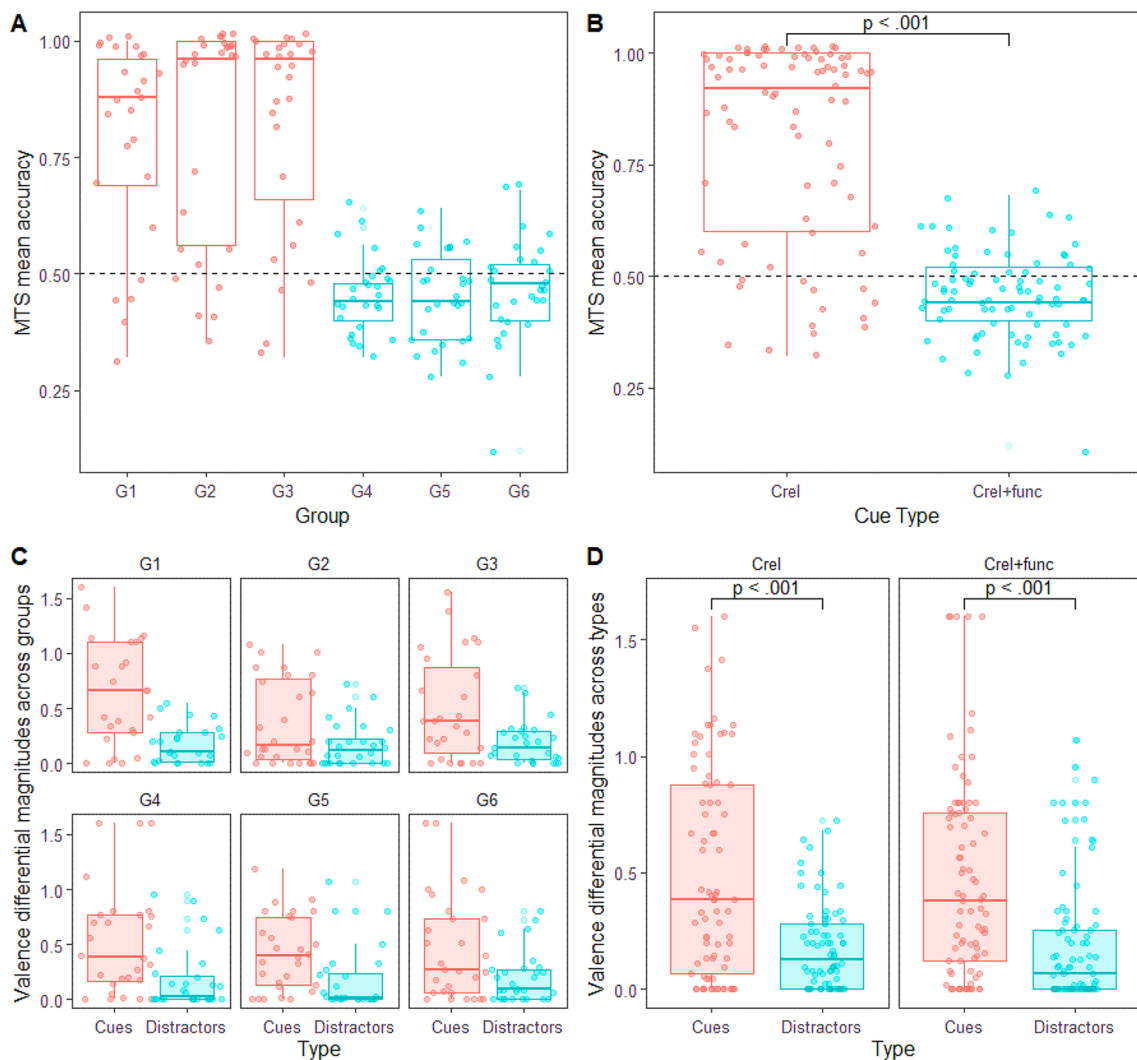 A
MTS mean accuracy
1.00
0.75
0.50
0.25
G1 G2 G3 G4 G5 G6
Group
B
p < .001
MTS mean accuracy
1.00
0.75
0.50
0.25
Crel Crel+func
Cue Type
C
Valence differential magnitudes across groups
G1 G2 G3
1.5
1.0
0.5
0.0
G4 G5 G6
1.5
1.0
0.5
0.0
Cues Distractors Cues Distractors Cues Distractors
Type
D
Valence differential magnitudes across types
Crel Crel+func
p < .001 p < .001
1.5
1.0
0.5
0.0
Cues Distractors Cues Distractors
Type